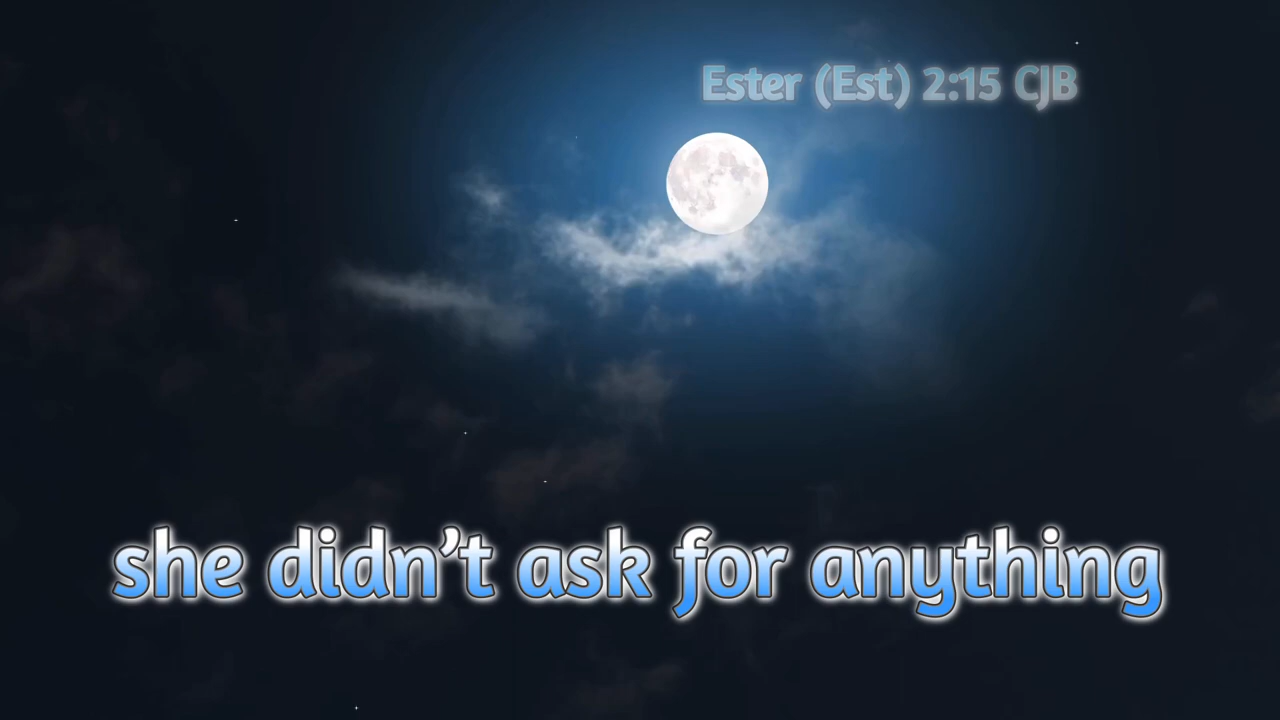 Ester (Est) 2:15 CJB
she didn’t ask for anything